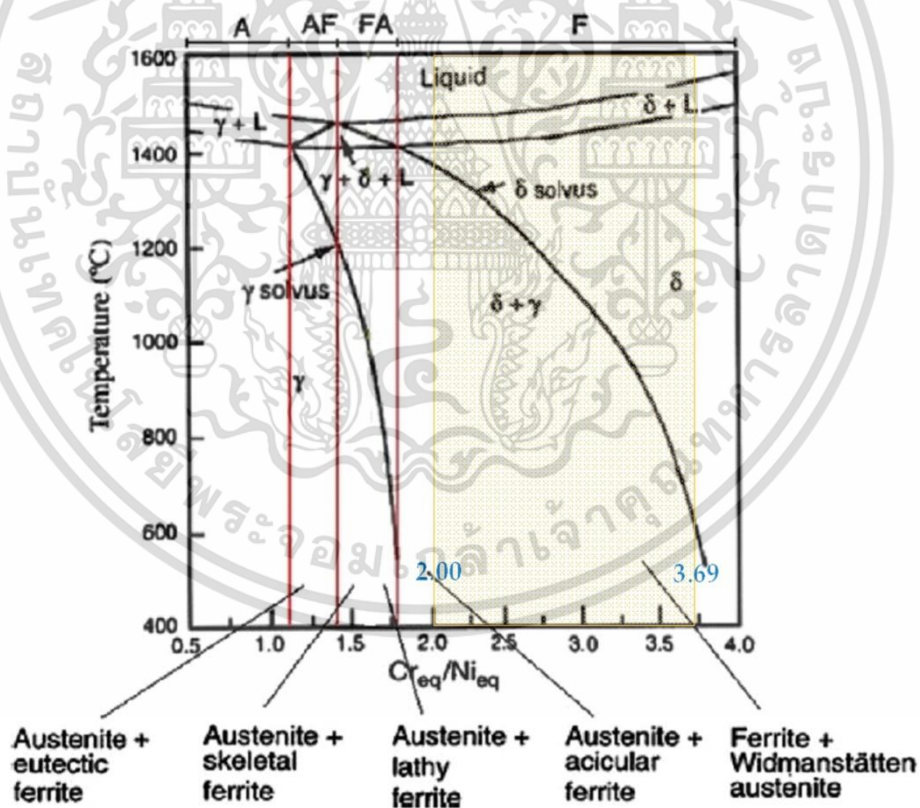 A AF FA F
1600
Liquid
δ + L
γ + L
1400
γ + δ + L
δ solvus
1200
γ solvus
δ
δ + γ
1000
γ
800
600
2.00 3.69
400
Temperature (°C)
0.5 1.0 1.5 2.0 2.5 3.0 3.5 4.0
Creq/Nieq
Austenite +
eutectic
ferrite
Austenite +
skeletal
ferrite
Austenite +
lathy
ferrite
Austenite +
acicular
ferrite
Ferrite +
Widmanstätten
austenite